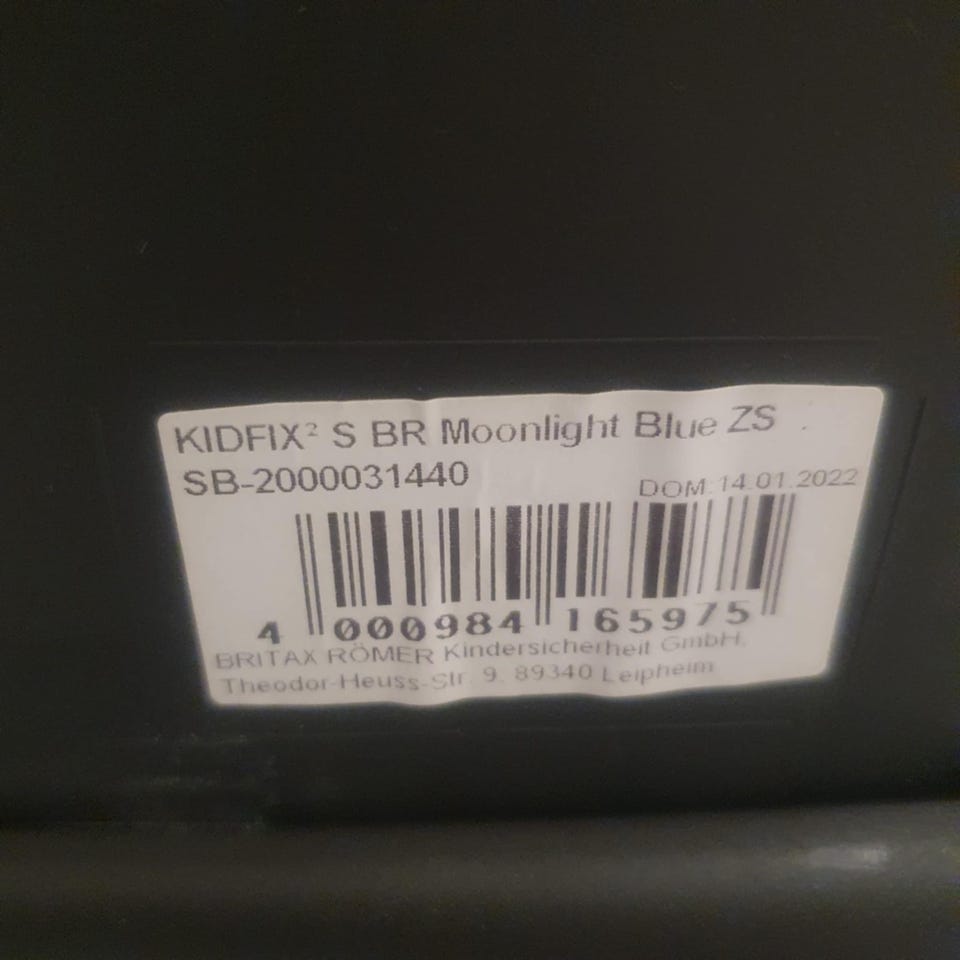 KIDFIX² S BR Moonlight Blue ZS
SB-2000031440
DOM 14.01.2022
4 000984 165975
BRITAX RÖMER Kindersicherheit GmbH,
Theodor-Heuss-Str. 9, 89340 Leipheim